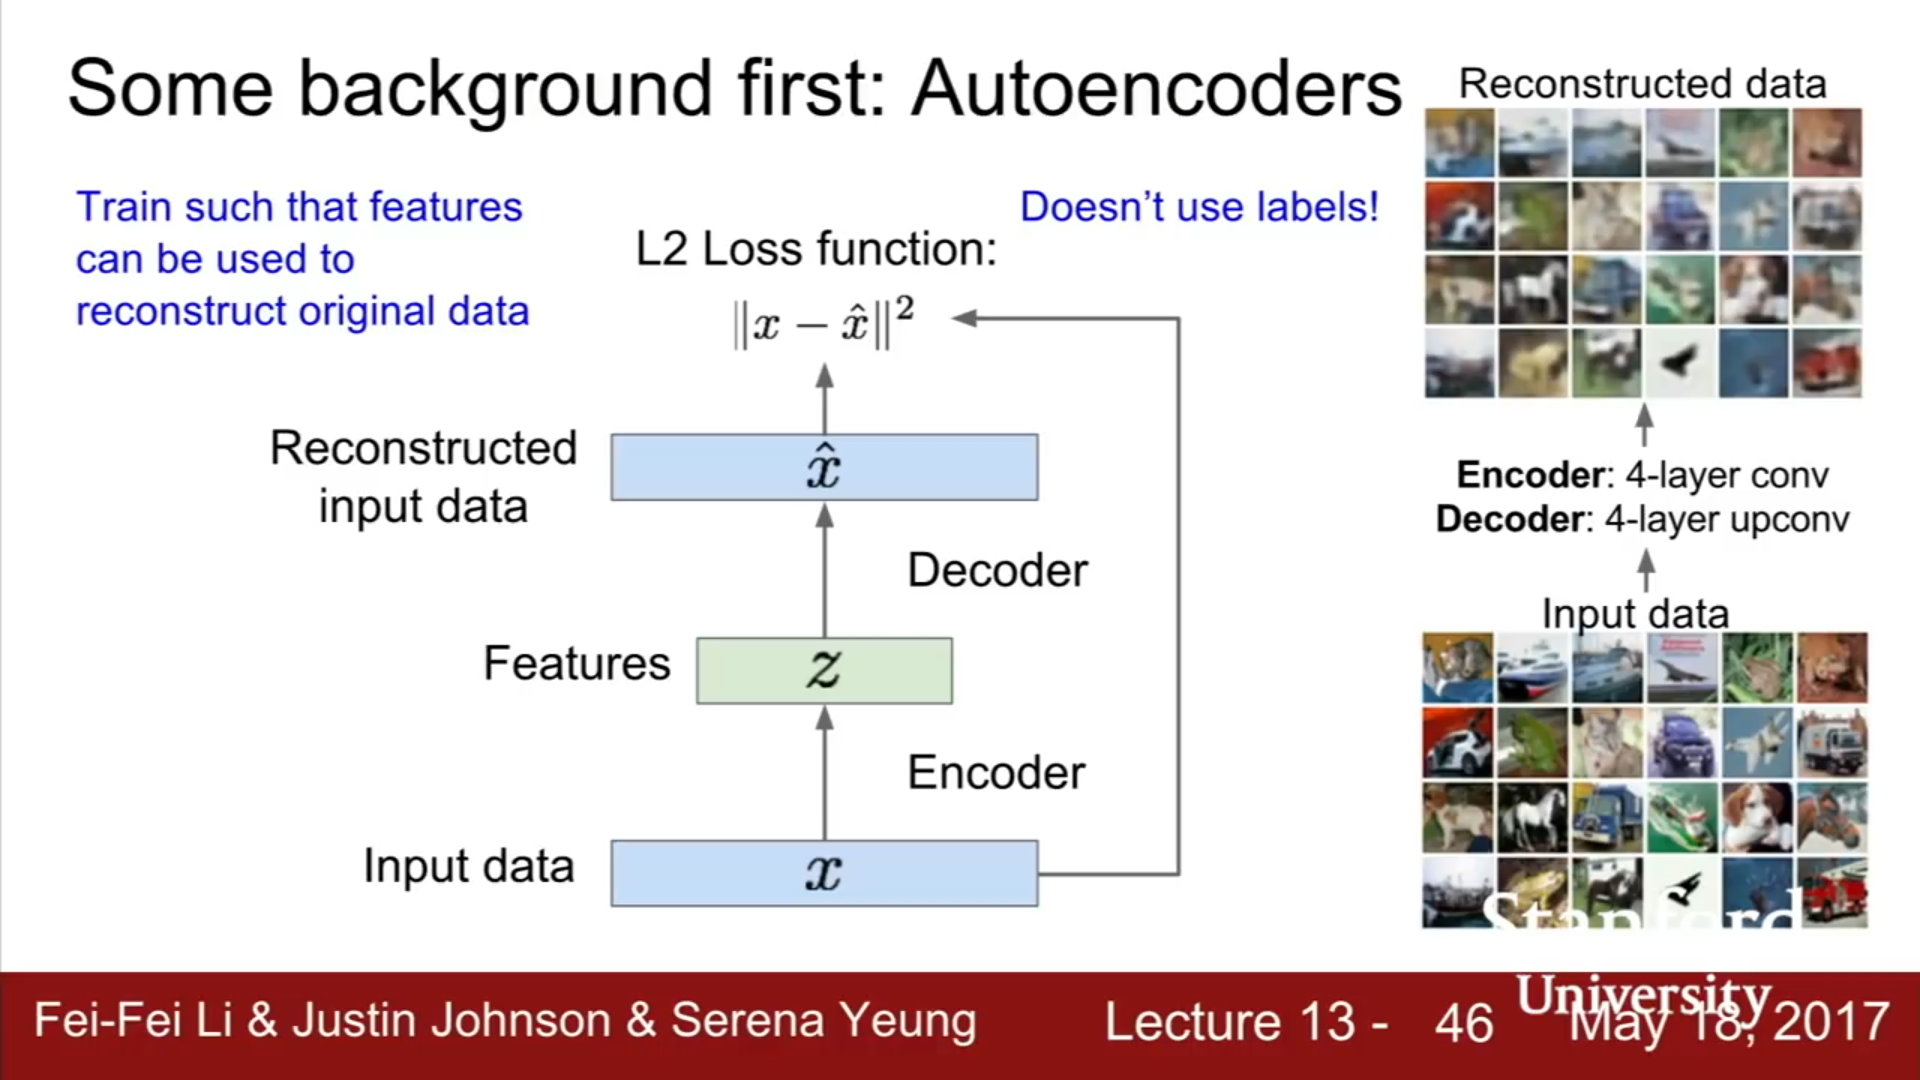 Some background first: Autoencoders
Train such that features
can be used to
reconstruct original data
Doesn't use labels!
L2 Loss function:
‖x − x̂‖²
Reconstructed
input data
x̂
Decoder
Features
z
Encoder
Input data
x
Reconstructed data
Encoder: 4-layer conv
Decoder: 4-layer upconv
Input data
Stanford
University
Fei-Fei Li & Justin Johnson & Serena Yeung
Lecture 13 - 46
May 18, 2017